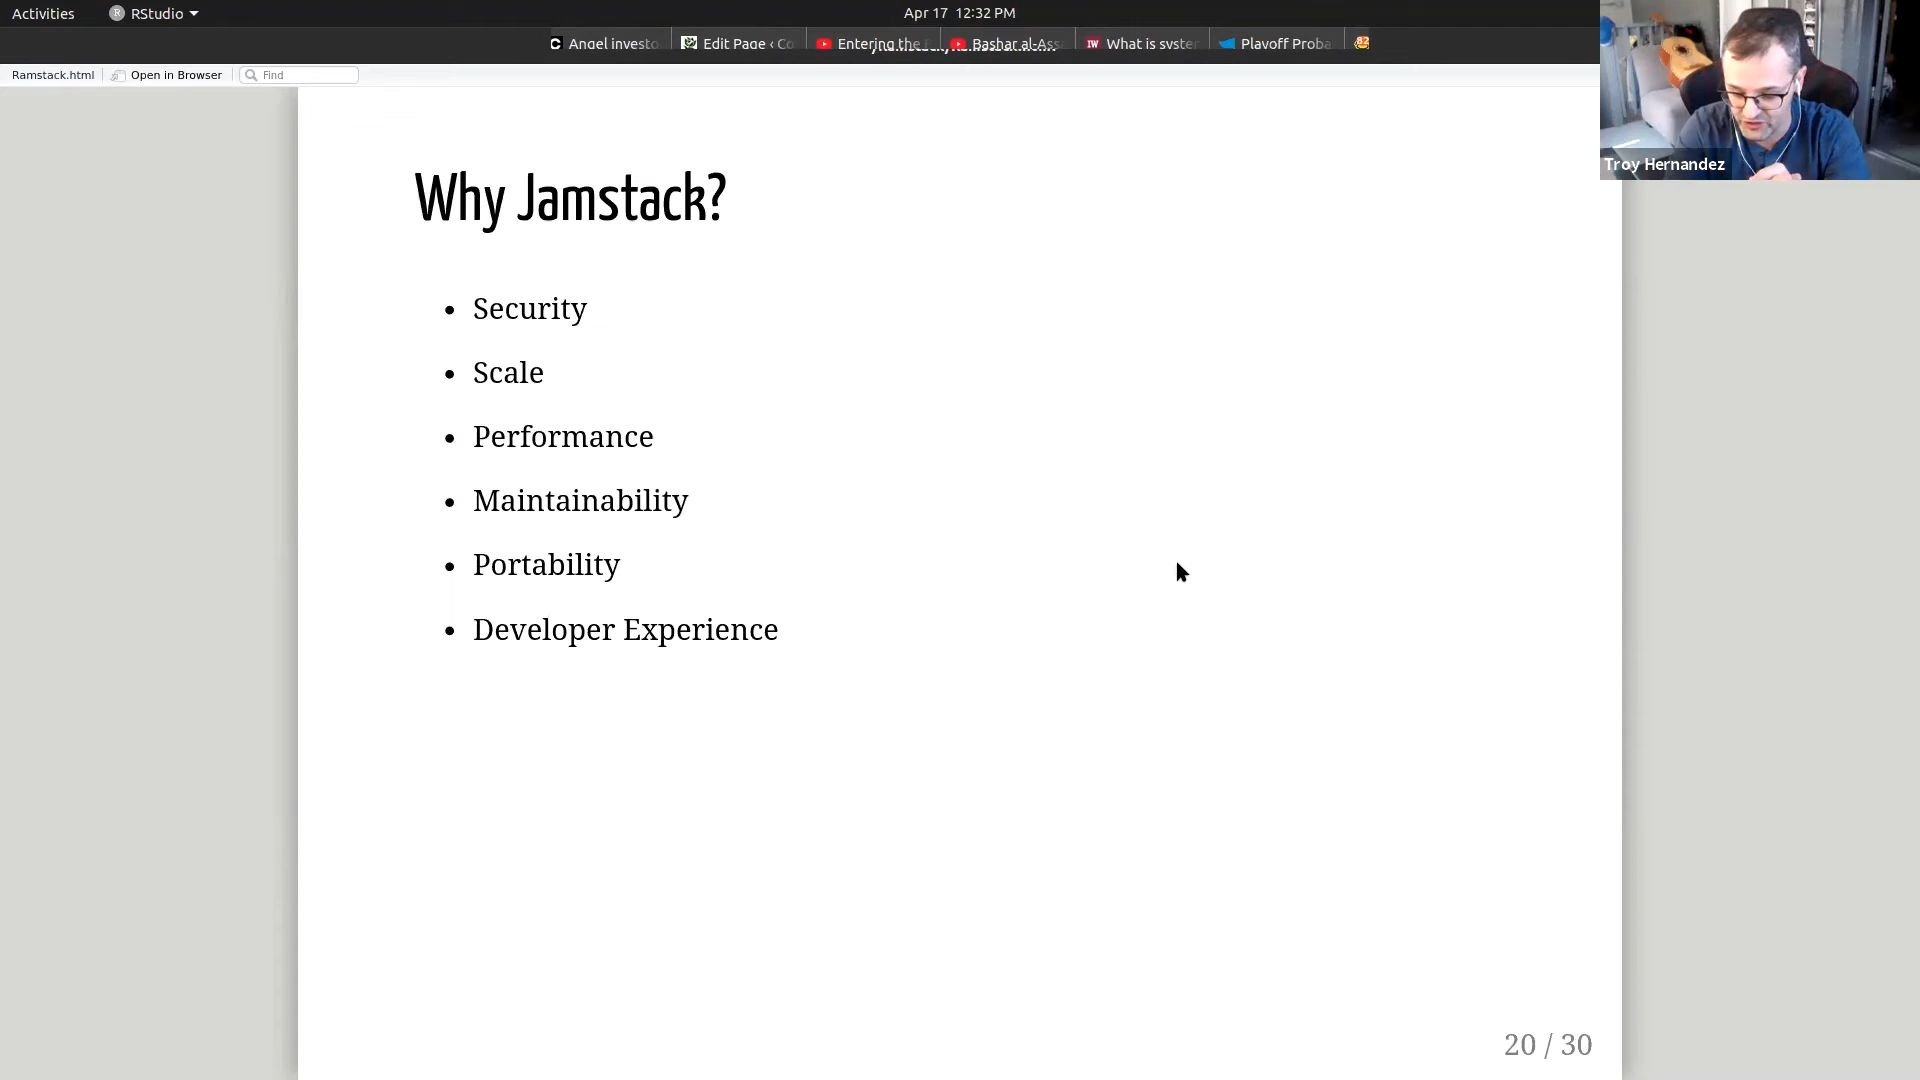 Activities RStudio Apr 17 12:32 PM
Angel investo Edit Page ‹ Co Entering the Bashar al-Ass What is syster Playoff Proba
Ramstack.html Open in Browser Find
Troy Hernandez
Why Jamstack?
• Security
• Scale
• Performance
• Maintainability
• Portability
• Developer Experience
20 / 30